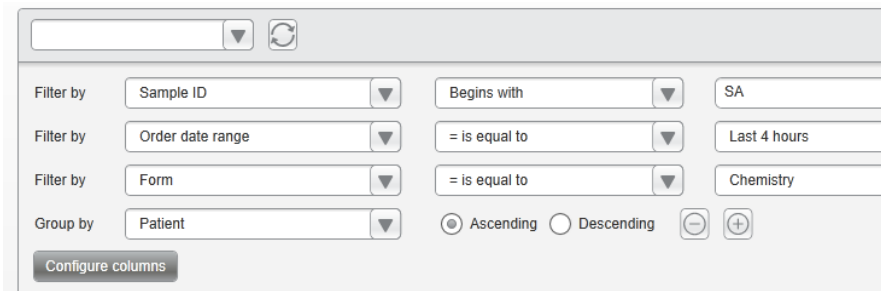 Filter by Sample ID Begins with SA
Filter by Order date range = is equal to Last 4 hours
Filter by Form = is equal to Chemistry
Group by Patient Ascending Descending
Configure columns